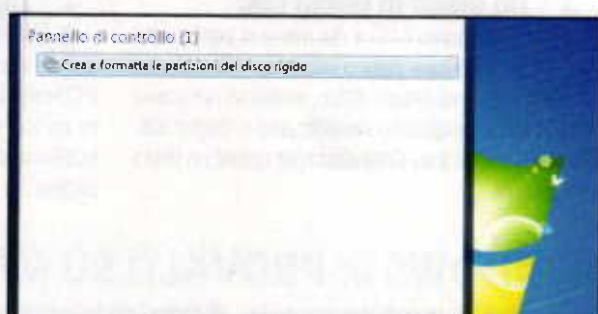 Pannello di controllo (1)
Crea e formatta le partizioni del disco rigido